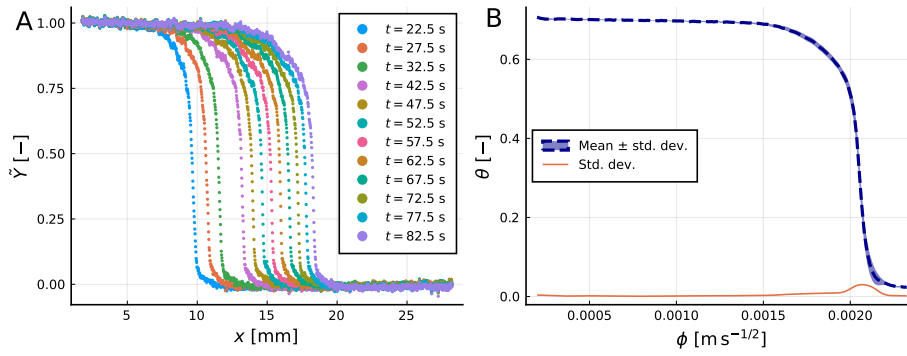 A
1.00
0.75
0.50
0.25
0.00
Ỹ [−]
5
10
15
20
25
x [mm]
t = 22.5 s
t = 27.5 s
t = 32.5 s
t = 42.5 s
t = 47.5 s
t = 52.5 s
t = 57.5 s
t = 62.5 s
t = 67.5 s
t = 72.5 s
t = 77.5 s
t = 82.5 s
B
0.6
0.4
0.2
0.0
θ [−]
0.0005
0.0010
0.0015
0.0020
ϕ [m s⁻¹ᐟ²]
Mean ± std. dev.
Std. dev.